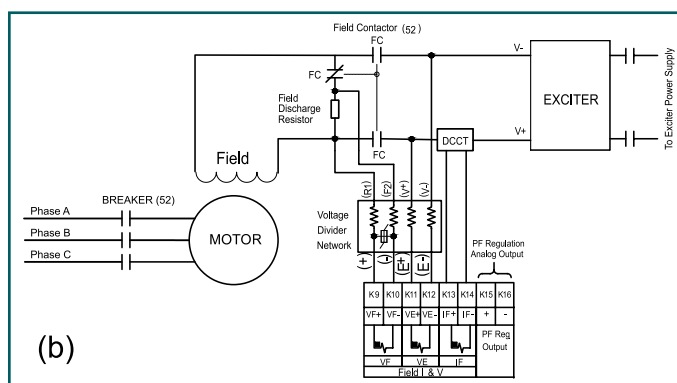 Field Contactor (52)
FC
V-
FC
Field
Discharge
Resistor
EXCITER
To Exciter Power Supply
V+
DCCT
FC
Field
BREAKER (52)
Phase A
Phase B
Phase C
MOTOR
(R1)
(F2)
(V+)
(V-)
Voltage
Divider
Network
(+)
(-)
(E+)
(E-)
PF Regulation
Analog Output
K9 K10 K11 K12 K13 K14 K15 K16
VF+ VF- VE+ VE- IF+ IF- + -
PF Reg
Output
VF VE IF
Field I & V
(b)